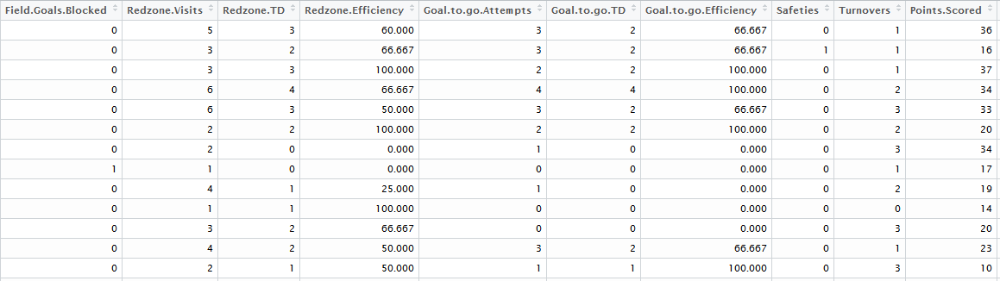 Field.Goals.Blocked Redzone.Visits Redzone.TD Redzone.Efficiency Goal.to.go.Attempts Goal.to.go.TD Goal.to.go.Efficiency Safeties Turnovers Points.Scored
0 5 3 60.000 3 2 66.667 0 1 36
0 3 2 66.667 3 2 66.667 1 1 16
0 3 3 100.000 2 2 100.000 0 1 37
0 6 4 66.667 4 4 100.000 0 2 34
0 6 3 50.000 3 2 66.667 0 3 33
0 2 2 100.000 2 2 100.000 0 2 20
0 2 0 0.000 1 0 0.000 0 3 34
1 1 0 0.000 0 0 0.000 0 1 17
0 4 1 25.000 1 0 0.000 0 2 19
0 1 1 100.000 0 0 0.000 0 0 14
0 3 2 66.667 0 0 0.000 0 3 20
0 4 2 50.000 3 2 66.667 0 1 23
0 2 1 50.000 1 1 100.000 0 3 10